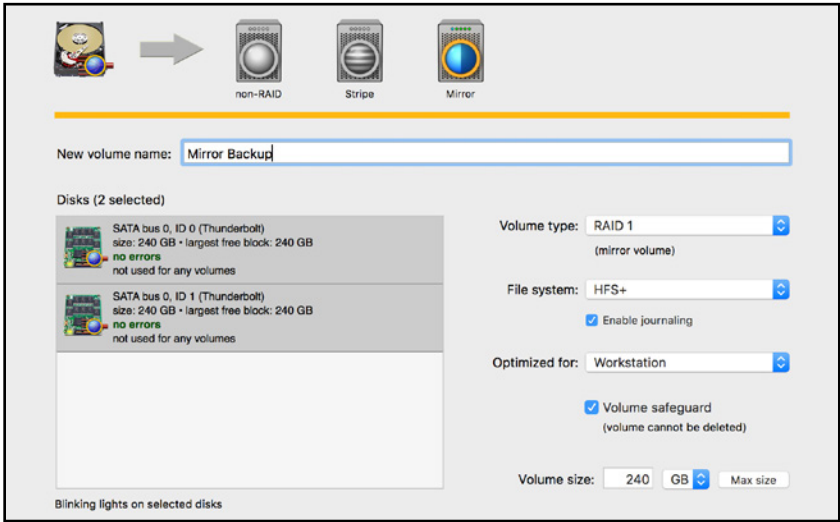 non-RAID
Stripe
Mirror
New volume name: Mirror Backup
Disks (2 selected)
SATA bus 0, ID 0 (Thunderbolt)
size: 240 GB • largest free block: 240 GB
no errors
not used for any volumes
SATA bus 0, ID 1 (Thunderbolt)
size: 240 GB • largest free block: 240 GB
no errors
not used for any volumes
Blinking lights on selected disks
Volume type: RAID 1
(mirror volume)
File system: HFS+
Enable journaling
Optimized for: Workstation
Volume safeguard
(volume cannot be deleted)
Volume size: 240 GB Max size